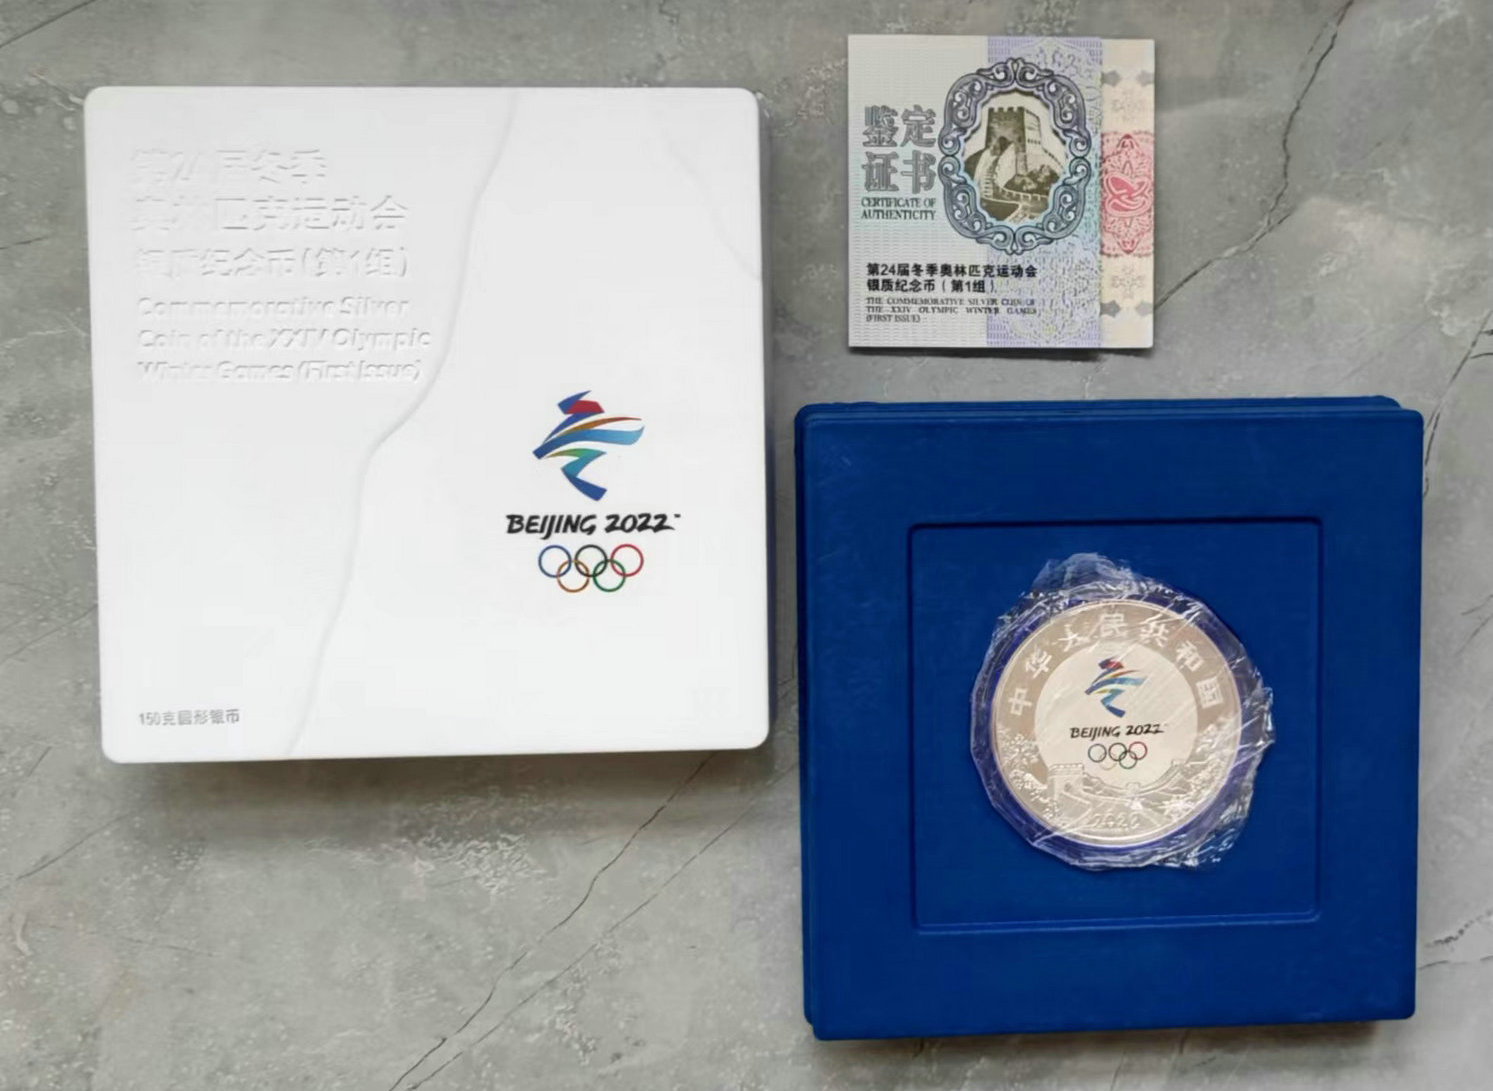 第24届冬季
奥林匹克运动会
银质纪念币(第1组)
Commemorative Silver
Coin of the XXIV Olympic
Winter Games (First Issue)
BEIJING 2022
150克圆形银币
鉴定
证书
CERTIFICATE OF
AUTHENTICITY
第24届冬季奥林匹克运动会
银质纪念币(第1组)
THE COMMEMORATIVE SILVER COIN OF
THE XXIV OLYMPIC WINTER GAMES
(FIRST ISSUE)
中华人民共和国
BEIJING 2022
2022